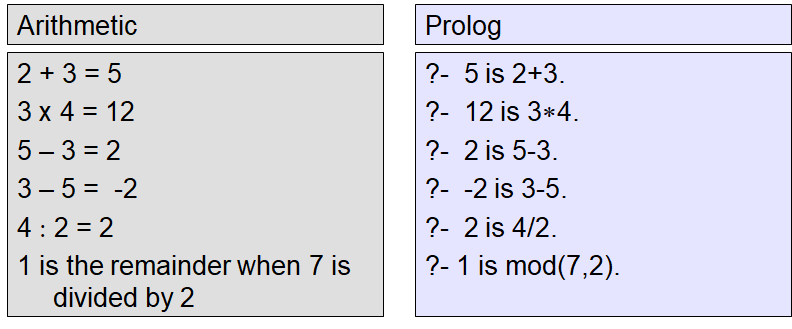 Arithmetic
2 + 3 = 5
3 x 4 = 12
5 – 3 = 2
3 – 5 = -2
4 : 2 = 2
1 is the remainder when 7 is
divided by 2
Prolog
?- 5 is 2+3.
?- 12 is 3∗4.
?- 2 is 5-3.
?- -2 is 3-5.
?- 2 is 4/2.
?- 1 is mod(7,2).